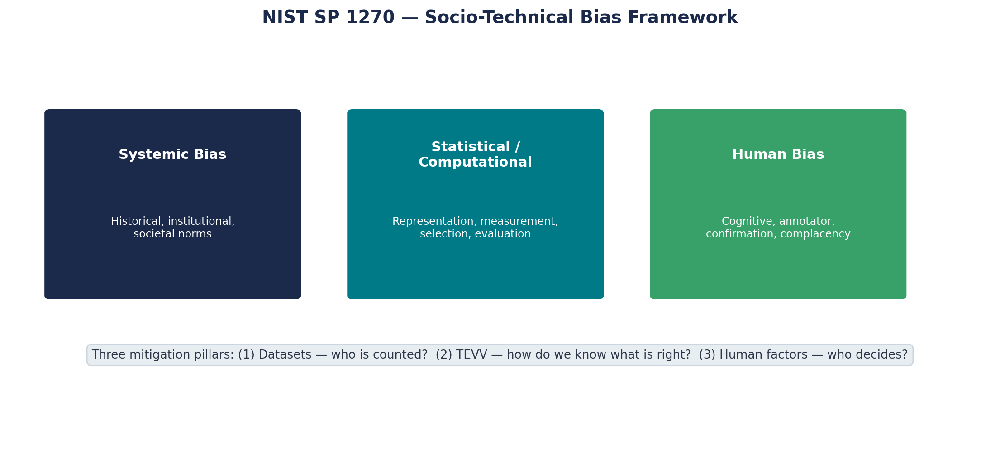 NIST SP 1270 — Socio-Technical Bias Framework
Systemic Bias
Historical, institutional,
societal norms
Statistical /
Computational
Representation, measurement,
selection, evaluation
Human Bias
Cognitive, annotator,
confirmation, complacency
Three mitigation pillars: (1) Datasets — who is counted?  (2) TEVV — how do we know what is right?  (3) Human factors — who decides?